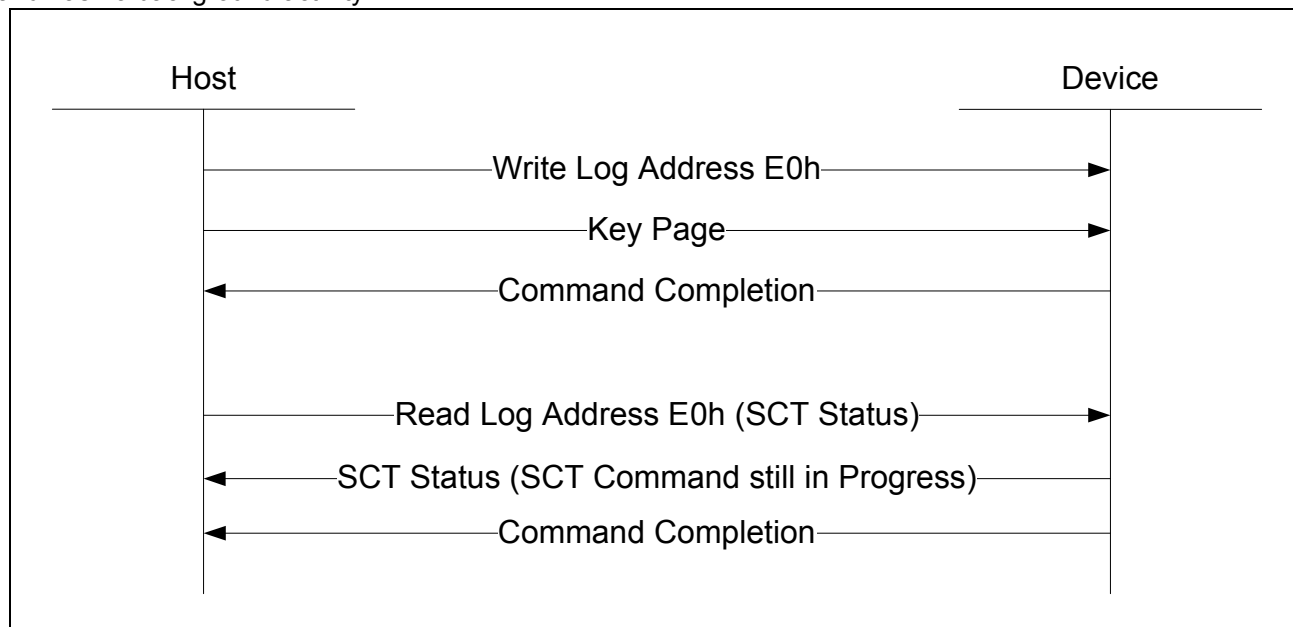 Host Device
Write Log Address E0h
Key Page
Command Completion
Read Log Address E0h (SCT Status)
SCT Status (SCT Command still in Progress)
Command Completion